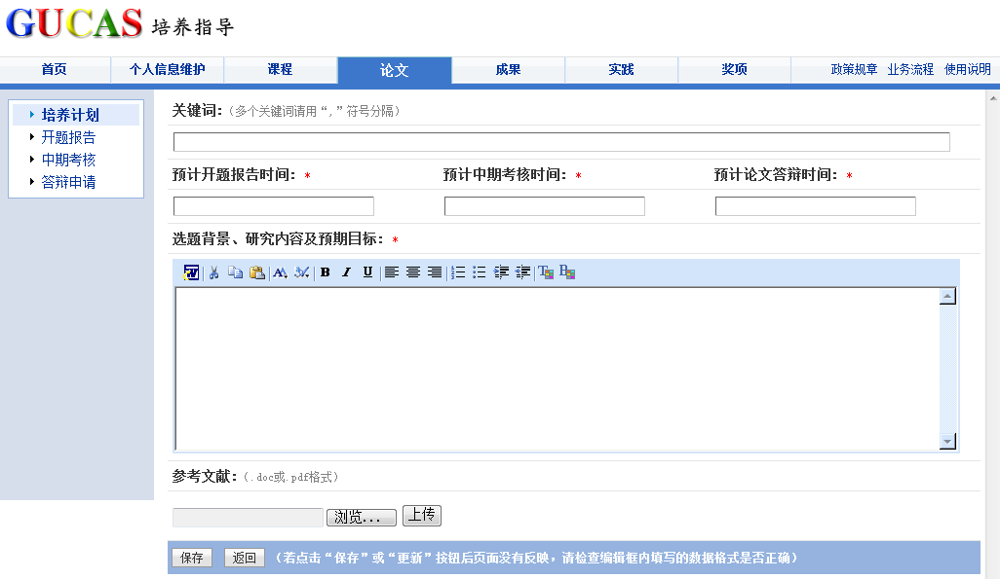 GUCAS 培养指导
首页 个人信息维护 课程 论文 成果 实践 奖项 政策规章 业务流程 使用说明
培养计划
开题报告
中期考核
答辩申请
关键词:(多个关键词请用“,”符号分隔)
预计开题报告时间: * 预计中期考核时间: * 预计论文答辩时间: *
选题背景、研究内容及预期目标: *
W A B I U T B
参考文献:(.doc或.pdf格式)
浏览... 上传
保存 返回 (若点击“保存”或“更新”按钮后页面没有反映,请检查编辑框内填写的数据格式是否正确)